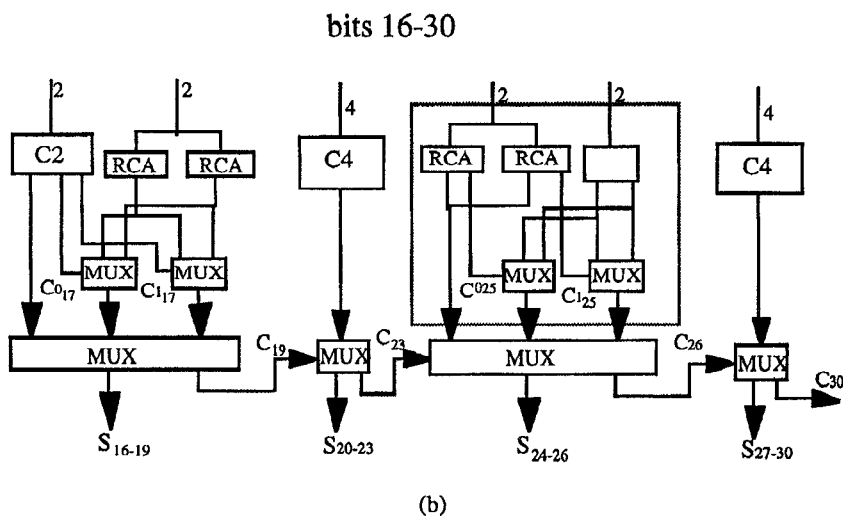 bits 16-30
2 2 4 2 2 4
C2 RCA RCA C4 RCA RCA C4
MUX MUX MUX MUX
C0₁₇ C1₁₇ C⁰²⁵ C1₂₅
MUX C₁₉ MUX C₂₃ MUX C₂₆ MUX C30
S₁₆₋₁₉ S₂₀₋₂₃ S₂₄₋₂₆ S₂₇₋₃₀
(b)